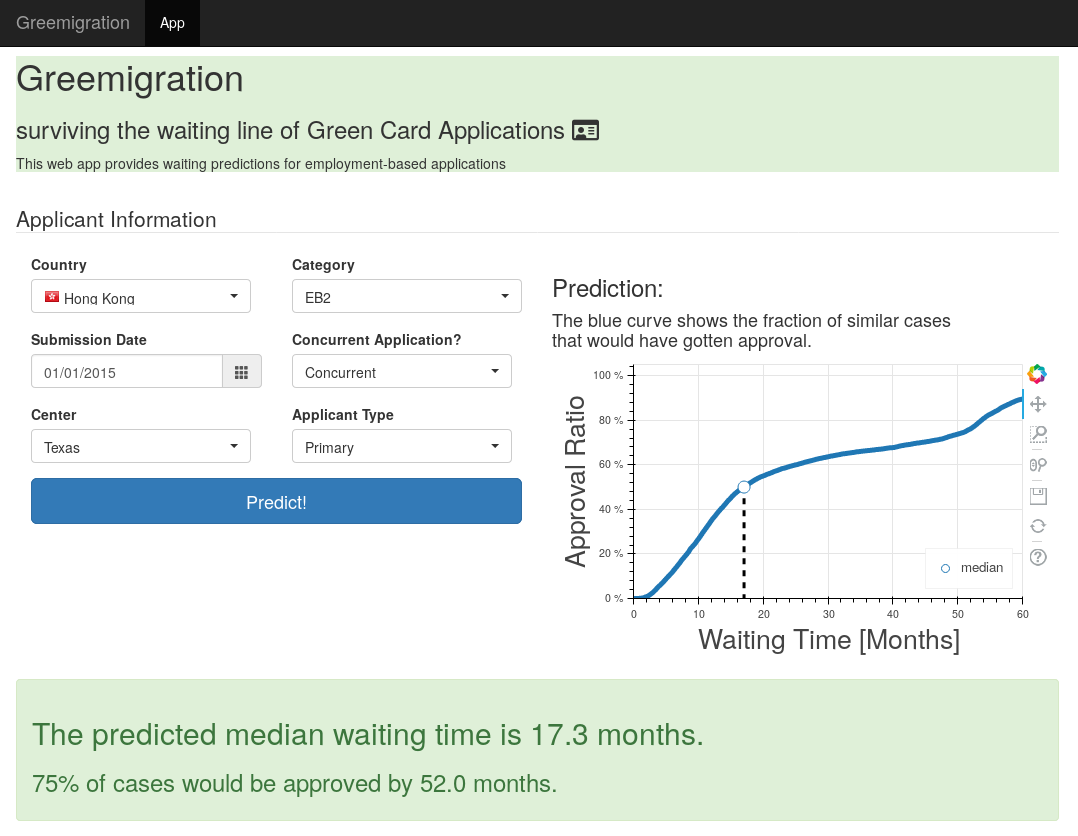 Greemigration App
Greemigration
surviving the waiting line of Green Card Applications
This web app provides waiting predictions for employment-based applications
Applicant Information
Country
Hong Kong
Category
EB2
Submission Date
01/01/2015
Concurrent Application?
Concurrent
Center
Texas
Applicant Type
Primary
Predict!
Prediction:
The blue curve shows the fraction of similar cases
that would have gotten approval.
Approval Ratio
100 %
80 %
60 %
40 %
20 %
0 %
median
0 10 20 30 40 50 60
Waiting Time [Months]
The predicted median waiting time is 17.3 months.
75% of cases would be approved by 52.0 months.